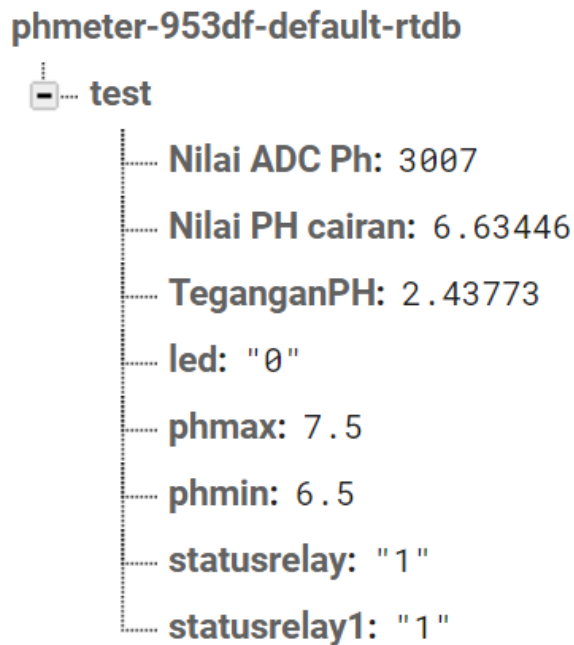 phmeter-953df-default-rtdb
test
Nilai ADC Ph: 3007
Nilai PH cairan: 6.63446
TeganganPH: 2.43773
led: "0"
phmax: 7.5
phmin: 6.5
statusrelay: "1"
statusrelay1: "1"